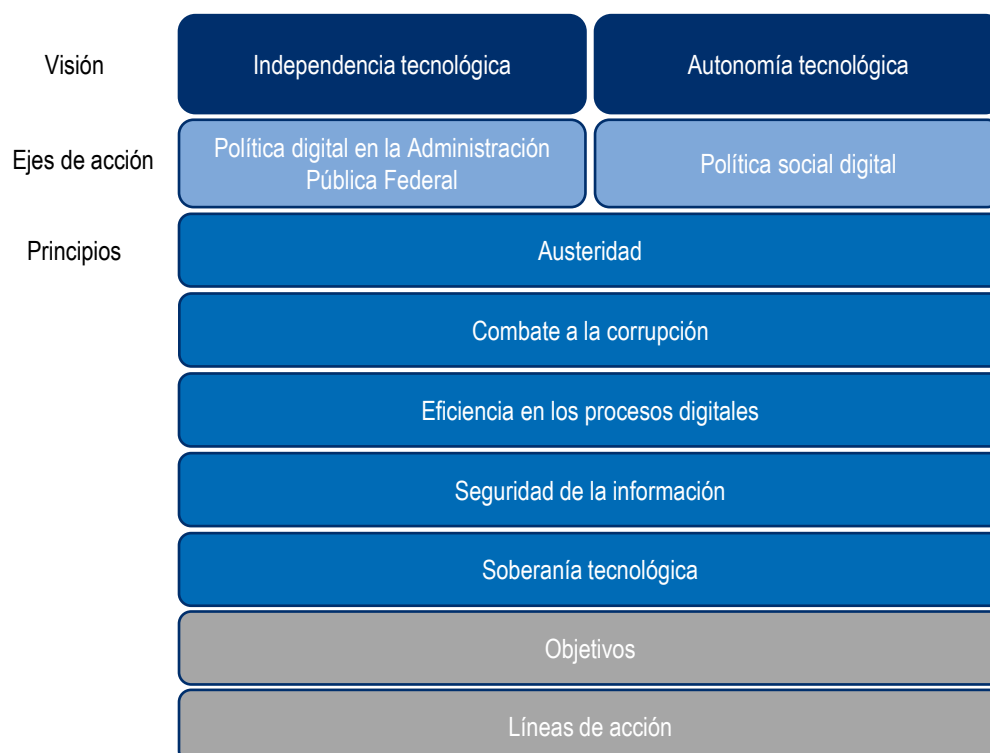 Visión
Independencia tecnológica
Autonomía tecnológica
Ejes de acción
Política digital en la Administración
Pública Federal
Política social digital
Principios
Austeridad
Combate a la corrupción
Eficiencia en los procesos digitales
Seguridad de la información
Soberanía tecnológica
Objetivos
Líneas de acción